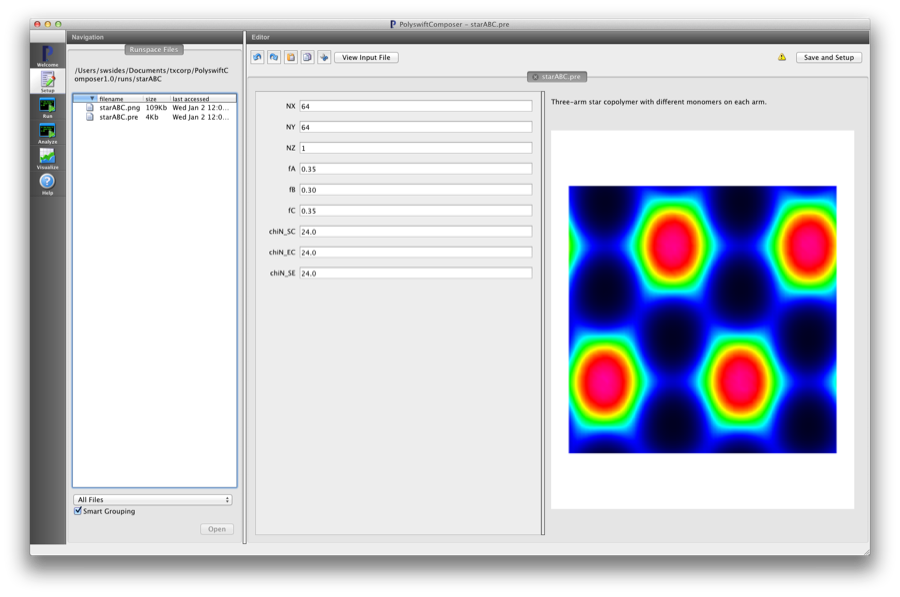 PolyswiftComposer - starABC.pre
Navigation
Editor
Runspace Files
Welcome
Setup
Run
Analyze
Visualize
Help
/Users/swsides/Documents/txcorp/PolyswiftC
omposer1.0/runs/starABC
filename size last accessed
starABC.png 109Kb Wed Jan 2 12:0...
starABC.pre 4Kb Wed Jan 2 12:0...
All Files
Smart Grouping
Open
View Input File
Save and Setup
starABC.pre
NX 64
NY 64
NZ 1
fA 0.35
fB 0.30
fC 0.35
chiN_SC 24.0
chiN_EC 24.0
chiN_SE 24.0
Three-arm star copolymer with different monomers on each arm.